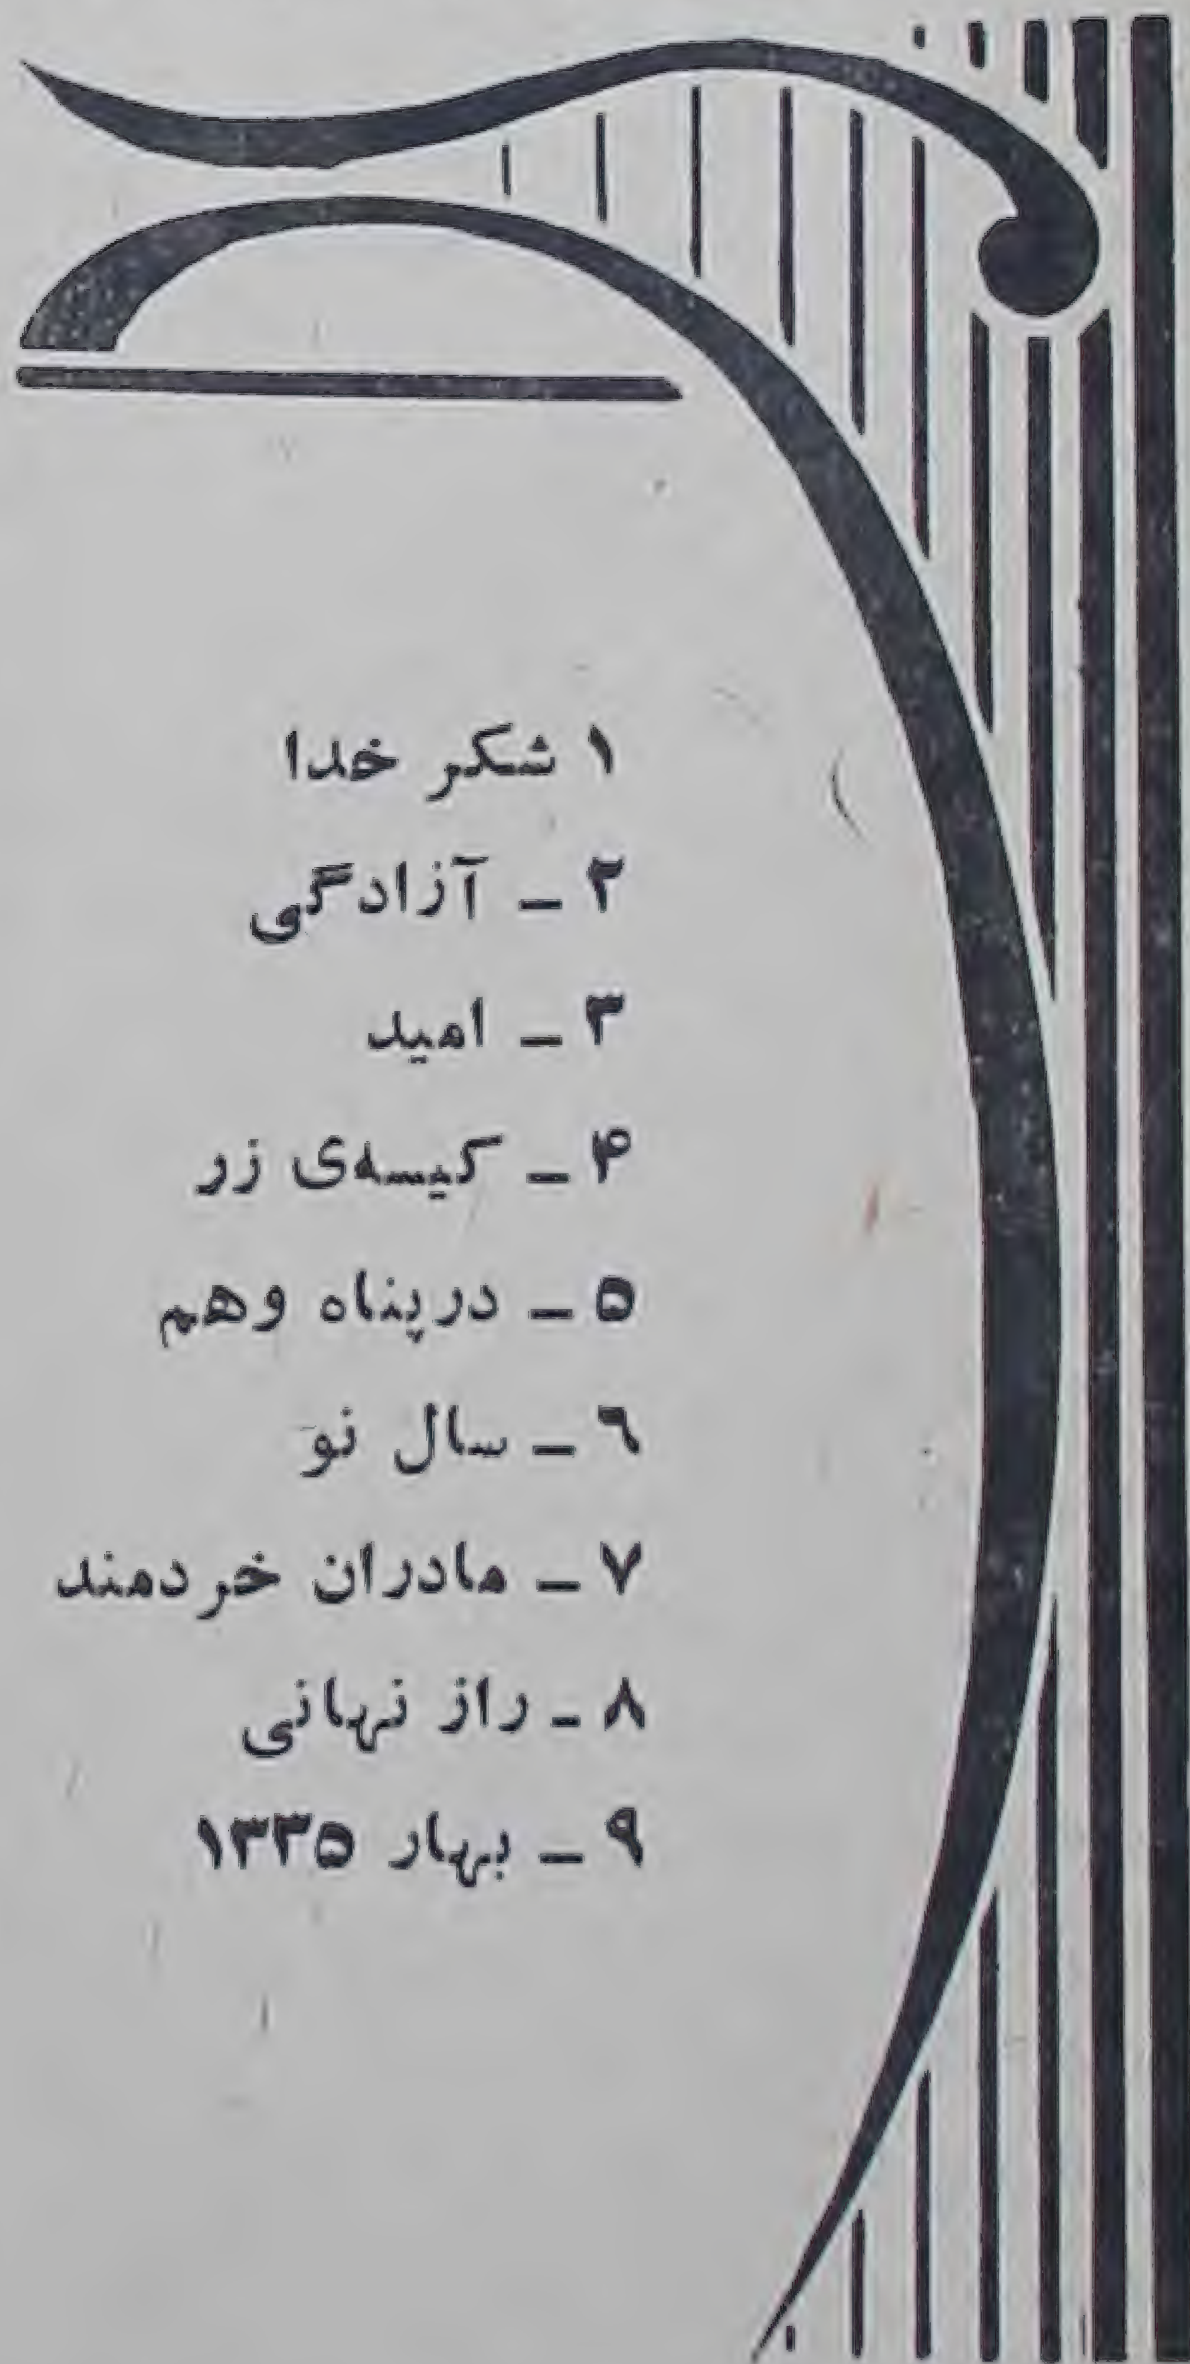 ۱ شکر خدا
۲ ـ آزادگی
۳ ـ امید
۴ ـ کیسه‌ی زر
۵ ـ درپناه وهم
٦ ـ سال نو
۷ ـ مادران خردمند
۸ ـ راز نهانی
۹ ـ بهار ۱۳۳۵